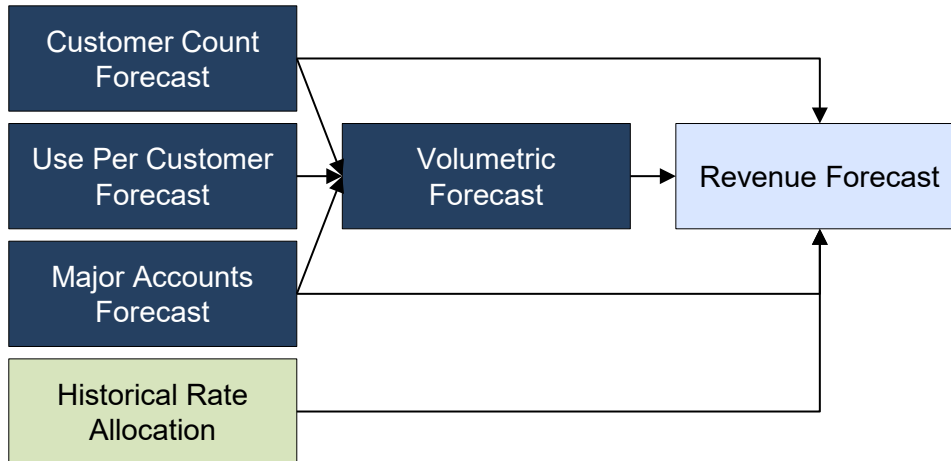 Customer Count
Forecast
Use Per Customer
Forecast
Volumetric
Forecast
Revenue Forecast
Major Accounts
Forecast
Historical Rate
Allocation